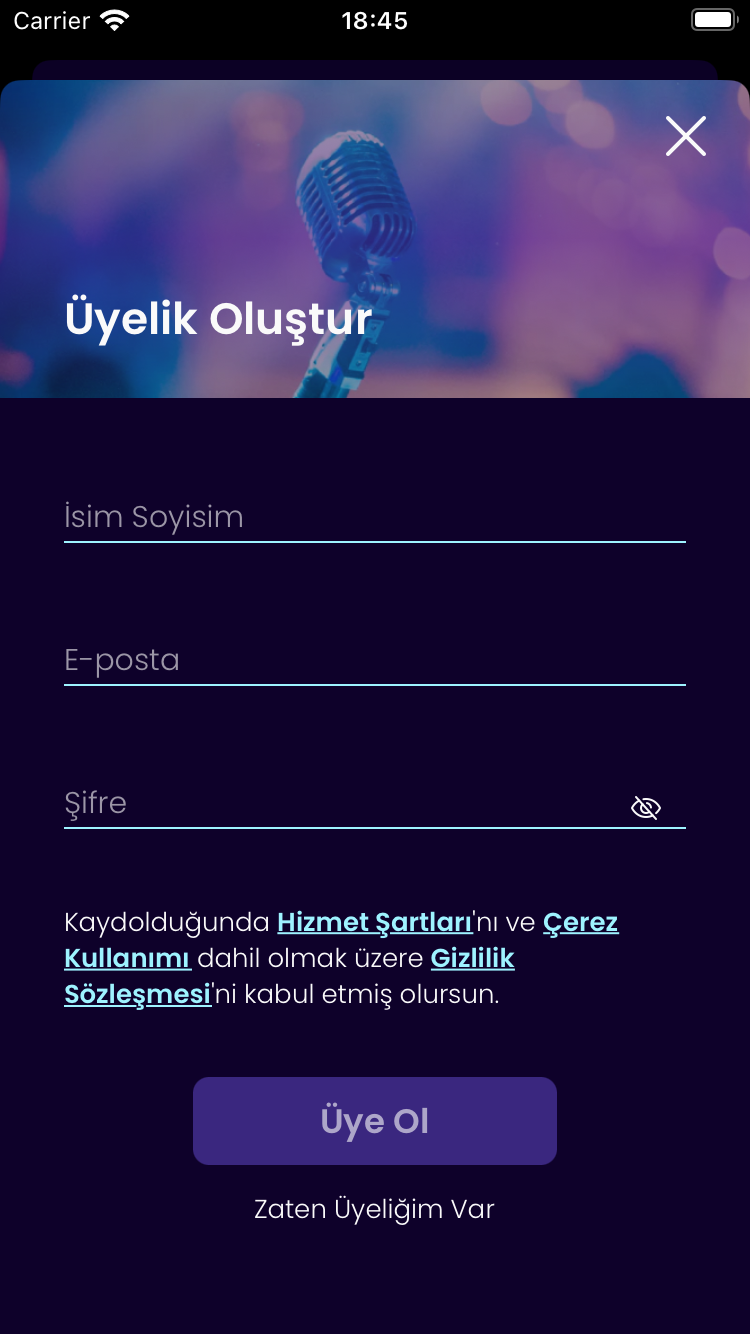 Carrier
18:45
Üyelik Oluştur
İsim Soyisim
E-posta
Şifre
Kaydolduğunda Hizmet Şartları'nı ve Çerez
Kullanımı dahil olmak üzere Gizlilik
Sözleşmesi'ni kabul etmiş olursun.
Üye Ol
Zaten Üyeliğim Var